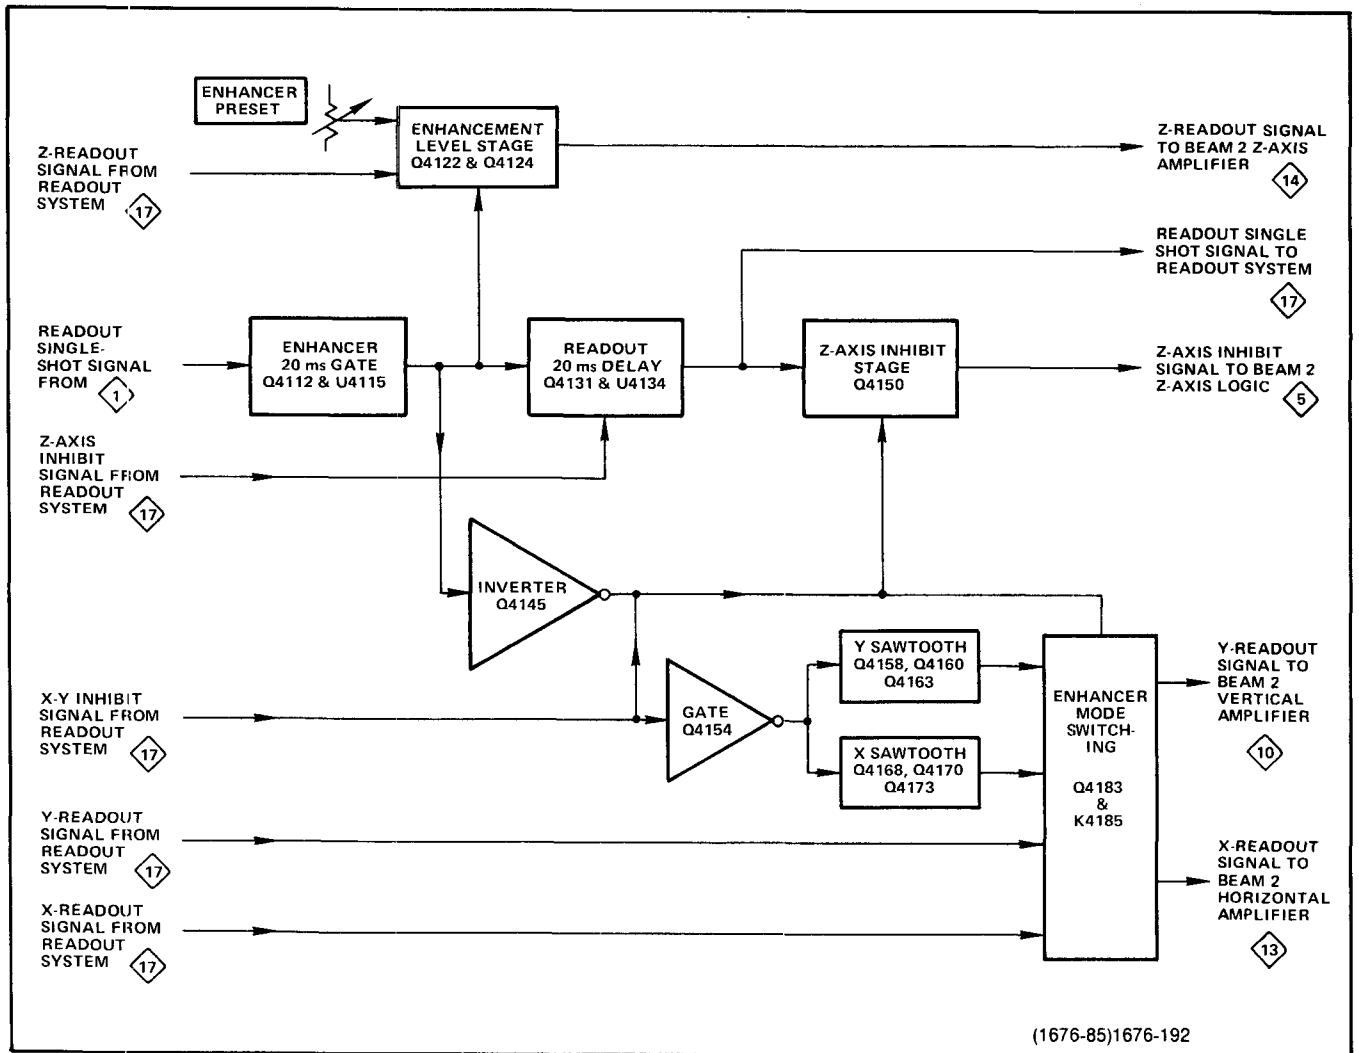 ENHANCER
PRESET
ENHANCEMENT
LEVEL STAGE
Q4122 & Q4124
Z-READOUT
SIGNAL FROM
READOUT
SYSTEM 17
Z-READOUT SIGNAL
TO BEAM 2 Z-AXIS
AMPLIFIER
14
READOUT SINGLE
SHOT SIGNAL TO
READOUT SYSTEM
17
READOUT
SINGLE-
SHOT SIGNAL
FROM 1
ENHANCER
20 ms GATE
Q4112 & U4115
READOUT
20 ms DELAY
Q4131 & U4134
Z-AXIS INHIBIT
STAGE
Q4150
Z-AXIS INHIBIT
SIGNAL TO BEAM 2
Z-AXIS LOGIC 5
Z-AXIS
INHIBIT
SIGNAL FROM
READOUT
SYSTEM 17
INVERTER
Q4145
X-Y INHIBIT
SIGNAL FROM
READOUT
SYSTEM 17
GATE
Q4154
Y SAWTOOTH
Q4158, Q4160
Q4163
X SAWTOOTH
Q4168, Q4170
Q4173
ENHANCER
MODE
SWITCH-
ING
Q4183
&
K4185
Y-READOUT
SIGNAL TO
BEAM 2
VERTICAL
AMPLIFIER
10
Y-READOUT
SIGNAL FROM
READOUT
SYSTEM 17
X-READOUT
SIGNAL TO
BEAM 2
HORIZONTAL
AMPLIFIER
13
X-READOUT
SIGNAL FROM
READOUT
SYSTEM 17
(1676-85)1676-192